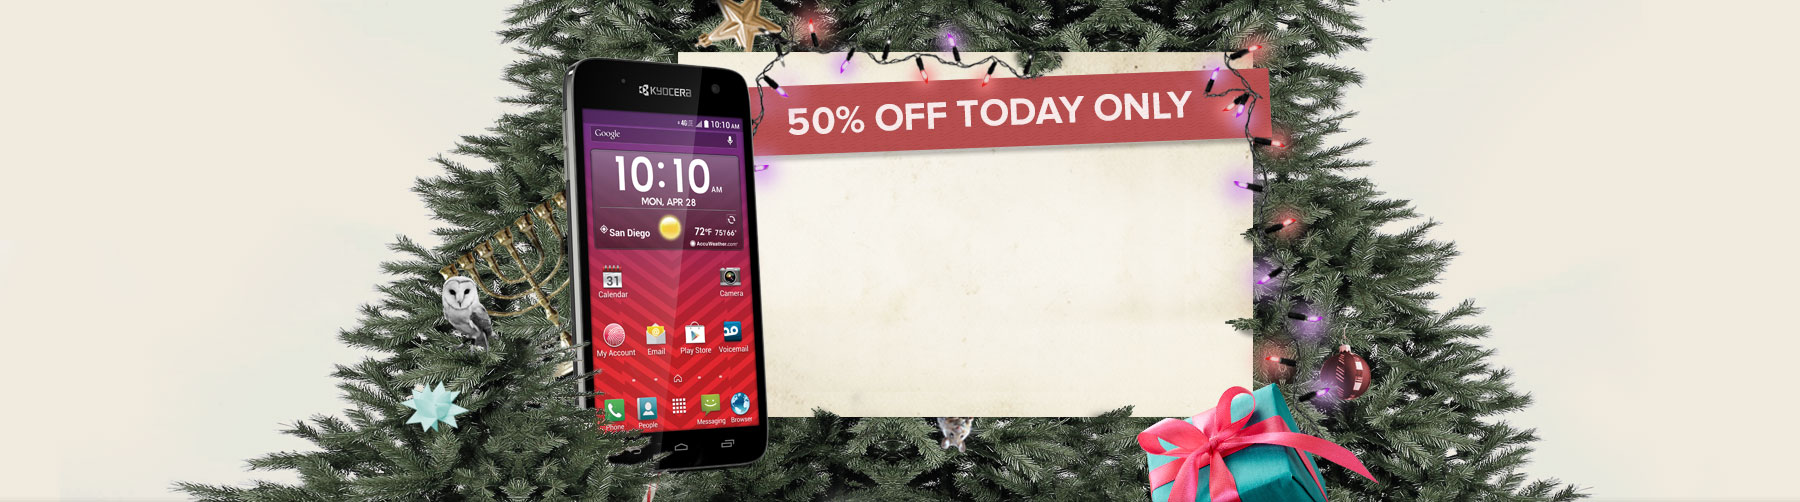 50% OFF TODAY ONLY
KYOCERA
4G 10:10 AM
Google
10:10 AM
MON, APR 28
San Diego 72°F 75°/66°
AccuWeather.com
31
Calendar Camera
My Account Email Play Store Voicemail
Phone People Messaging Browser